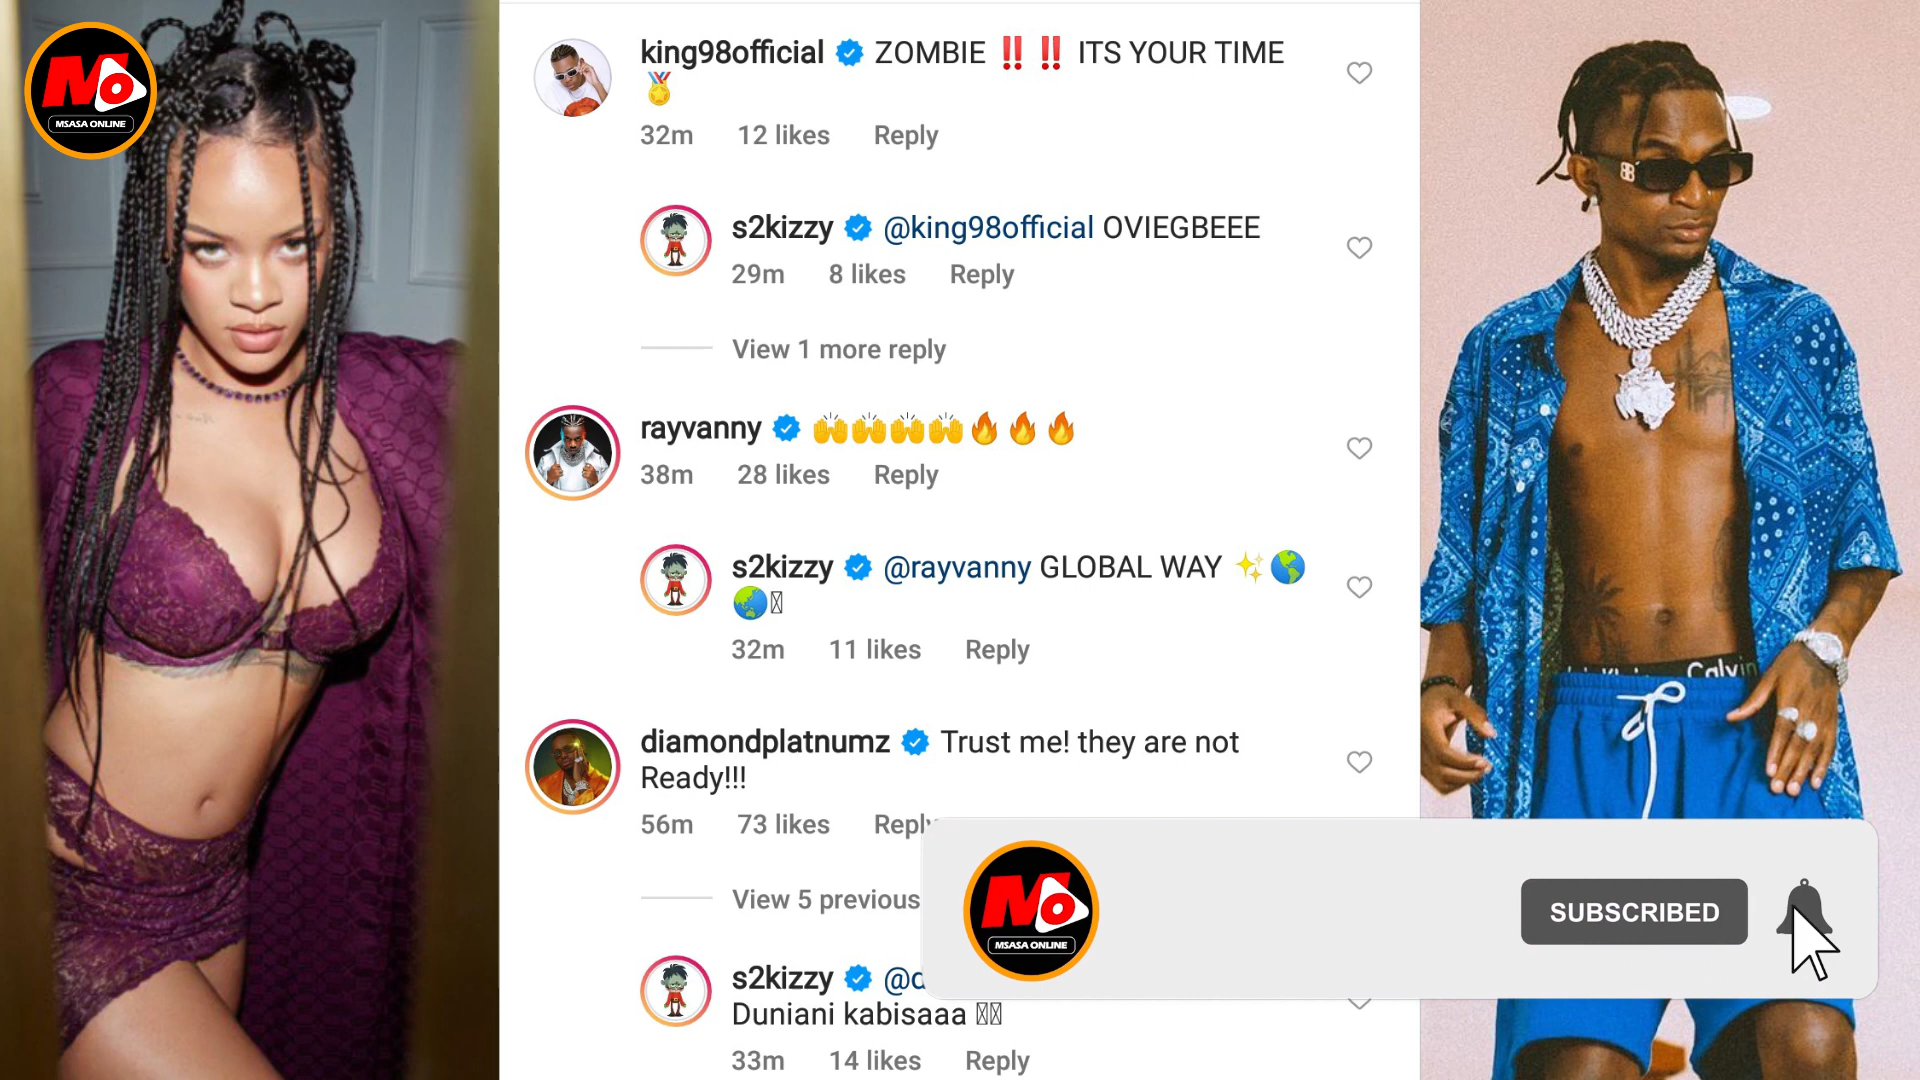 Mo
MSASA ONLINE
king98official ZOMBIE ‼️ ‼️ ITS YOUR TIME
🏅
32m 12 likes Reply
s2kizzy @king98official OVIEGBEEE
29m 8 likes Reply
View 1 more reply
rayvanny 🙌🙌🙌🙌🔥🔥🔥
38m 28 likes Reply
s2kizzy @rayvanny GLOBAL WAY ✨🌎
🌏
32m 11 likes Reply
diamondplatnumz Trust me! they are not
Ready!!!
56m 73 likes Reply
View 5 previous
s2kizzy
Duniani kabisaaa
33m 14 likes Reply
Mo
MSASA ONLINE
SUBSCRIBED
Calvin